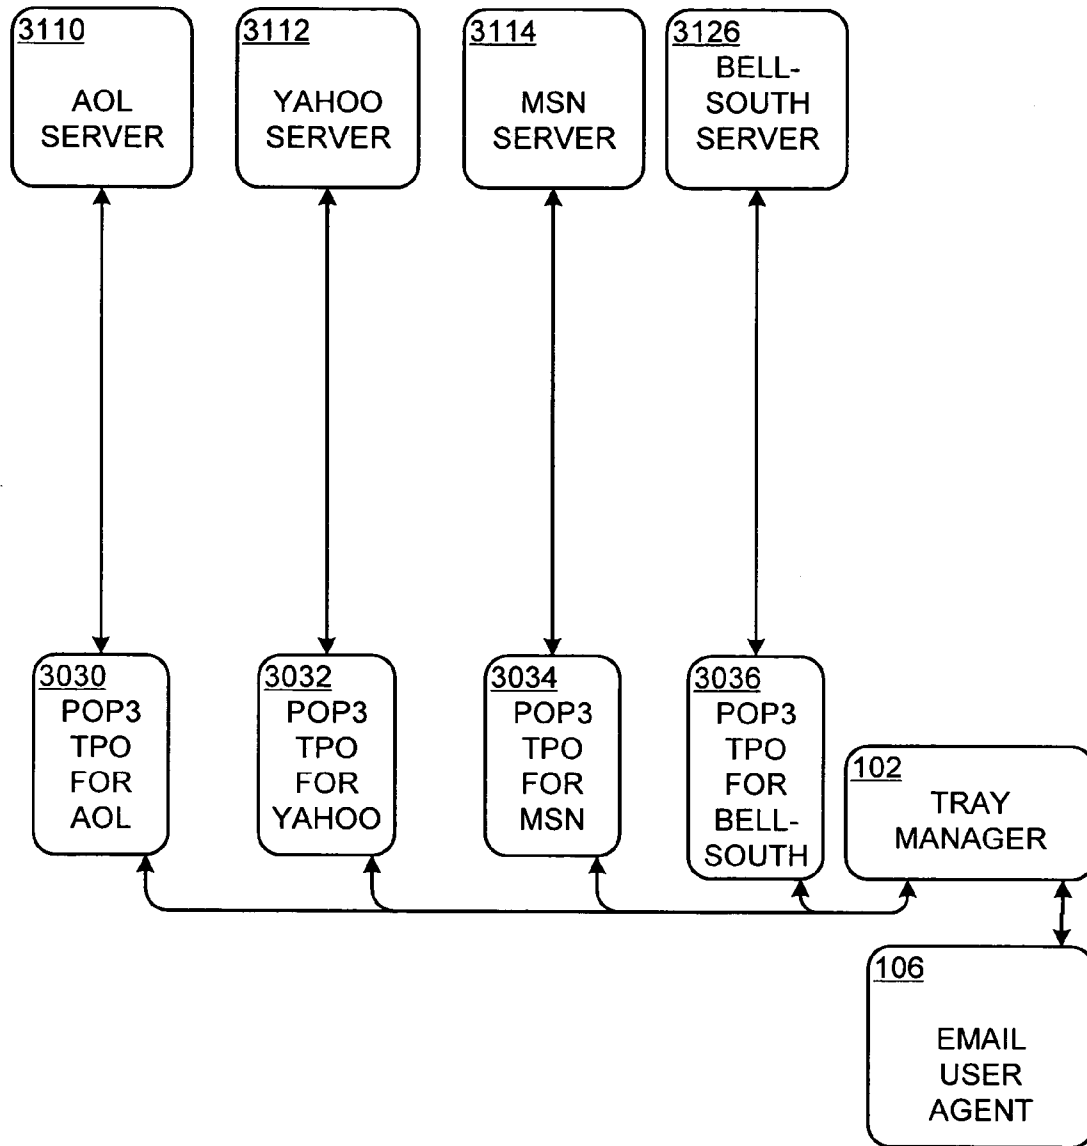 3110
AOL
SERVER
3112
YAHOO
SERVER
3114
MSN
SERVER
3126
BELL-
SOUTH
SERVER
3030
POP3
TPO
FOR
AOL
3032
POP3
TPO
FOR
YAHOO
3034
POP3
TPO
FOR
MSN
3036
POP3
TPO
FOR
BELL-
SOUTH
102
TRAY
MANAGER
106
EMAIL
USER
AGENT